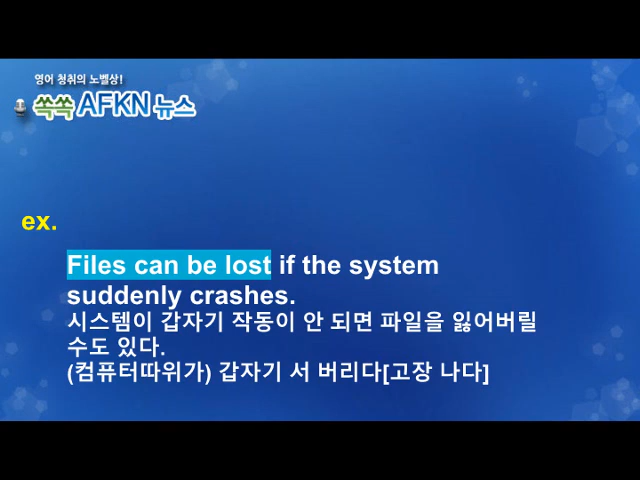 영어 청취의 노벨상!
쏙쏙 AFKN 뉴스
ex.
Files can be lost if the system
suddenly crashes.
시스템이 갑자기 작동이 안 되면 파일을 잃어버릴
수도 있다.
(컴퓨터따위가) 갑자기 서 버리다[고장 나다]